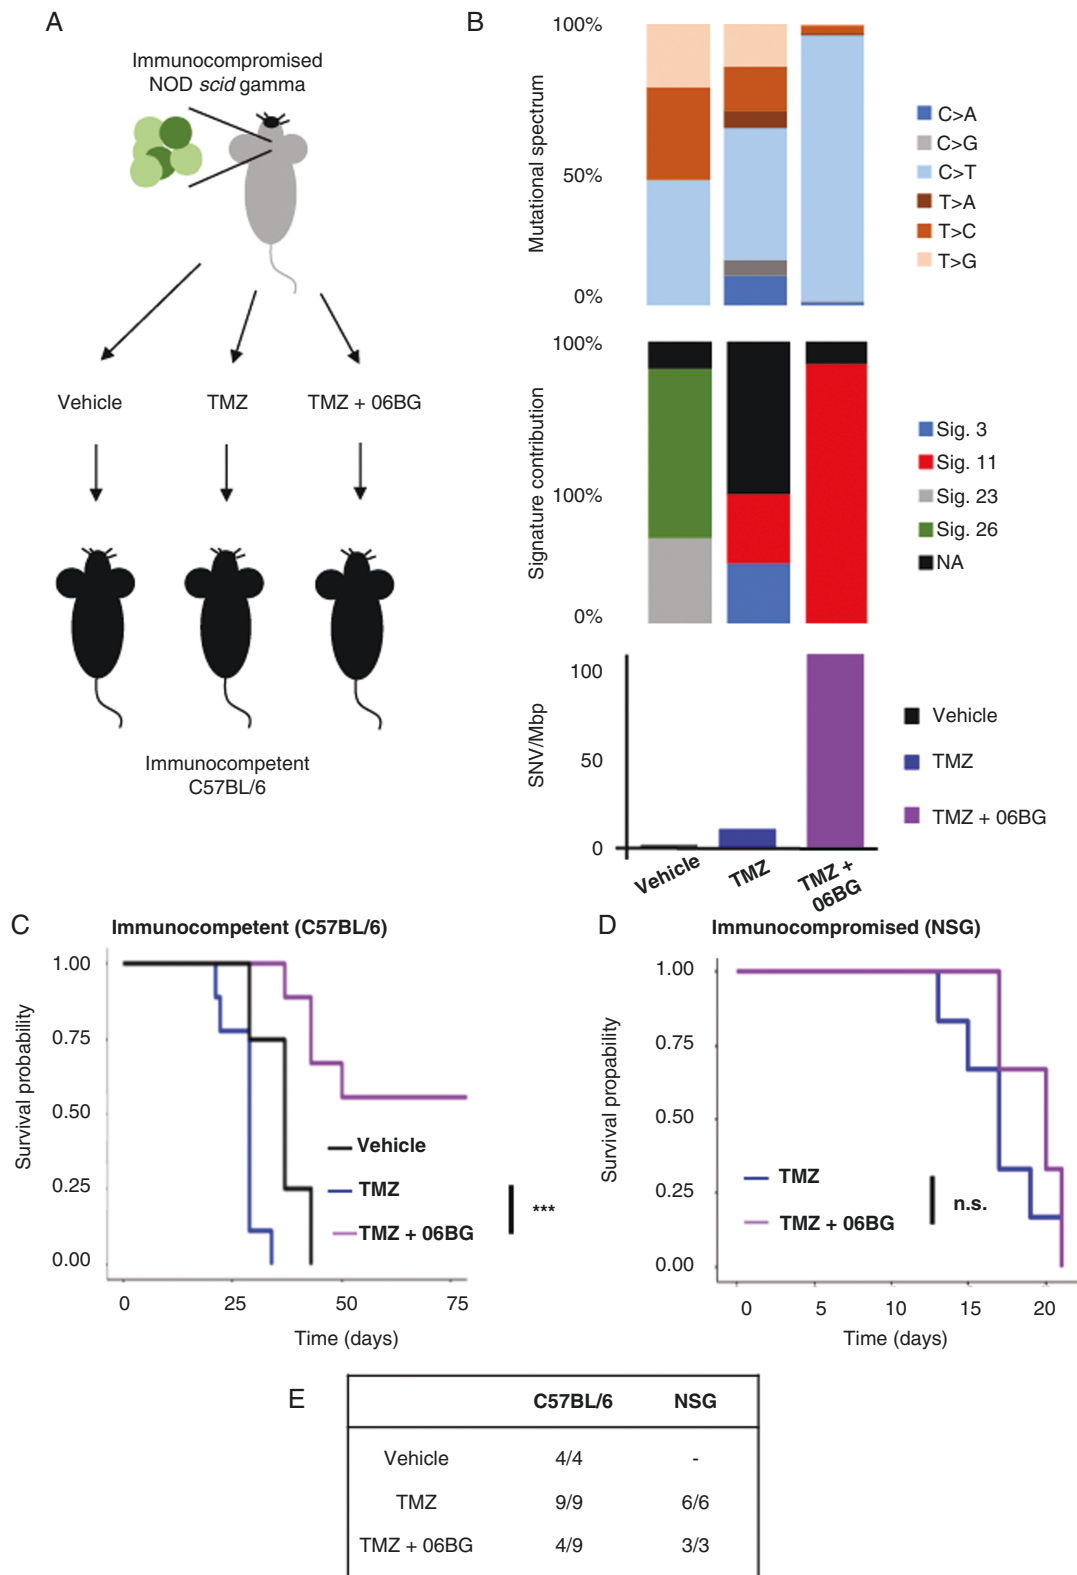 A
Immunocompromised
NOD scid gamma
Vehicle
TMZ
TMZ + 06BG
Immunocompetent
C57BL/6
B
100%
50%
0%
Mutational spectrum
C>A
C>G
C>T
T>A
T>C
T>G
100%
100%
0%
Signature contribution
Sig. 3
Sig. 11
Sig. 23
Sig. 26
NA
100
50
0
SNV/Mbp
Vehicle
TMZ
TMZ +
06BG
Vehicle
TMZ
TMZ + 06BG
C
Immunocompetent (C57BL/6)
1.00
0.75
0.50
0.25
0.00
Survival probability
Vehicle
TMZ
TMZ + 06BG
***
0
25
50
75
Time (days)
D
Immunocompromised (NSG)
1.00
0.75
0.50
0.25
0.00
Survival propability
TMZ
TMZ + 06BG
n.s.
0
5
10
15
20
Time (days)
E
C57BL/6 NSG
Vehicle 4/4 -
TMZ 9/9 6/6
TMZ + 06BG 4/9 3/3